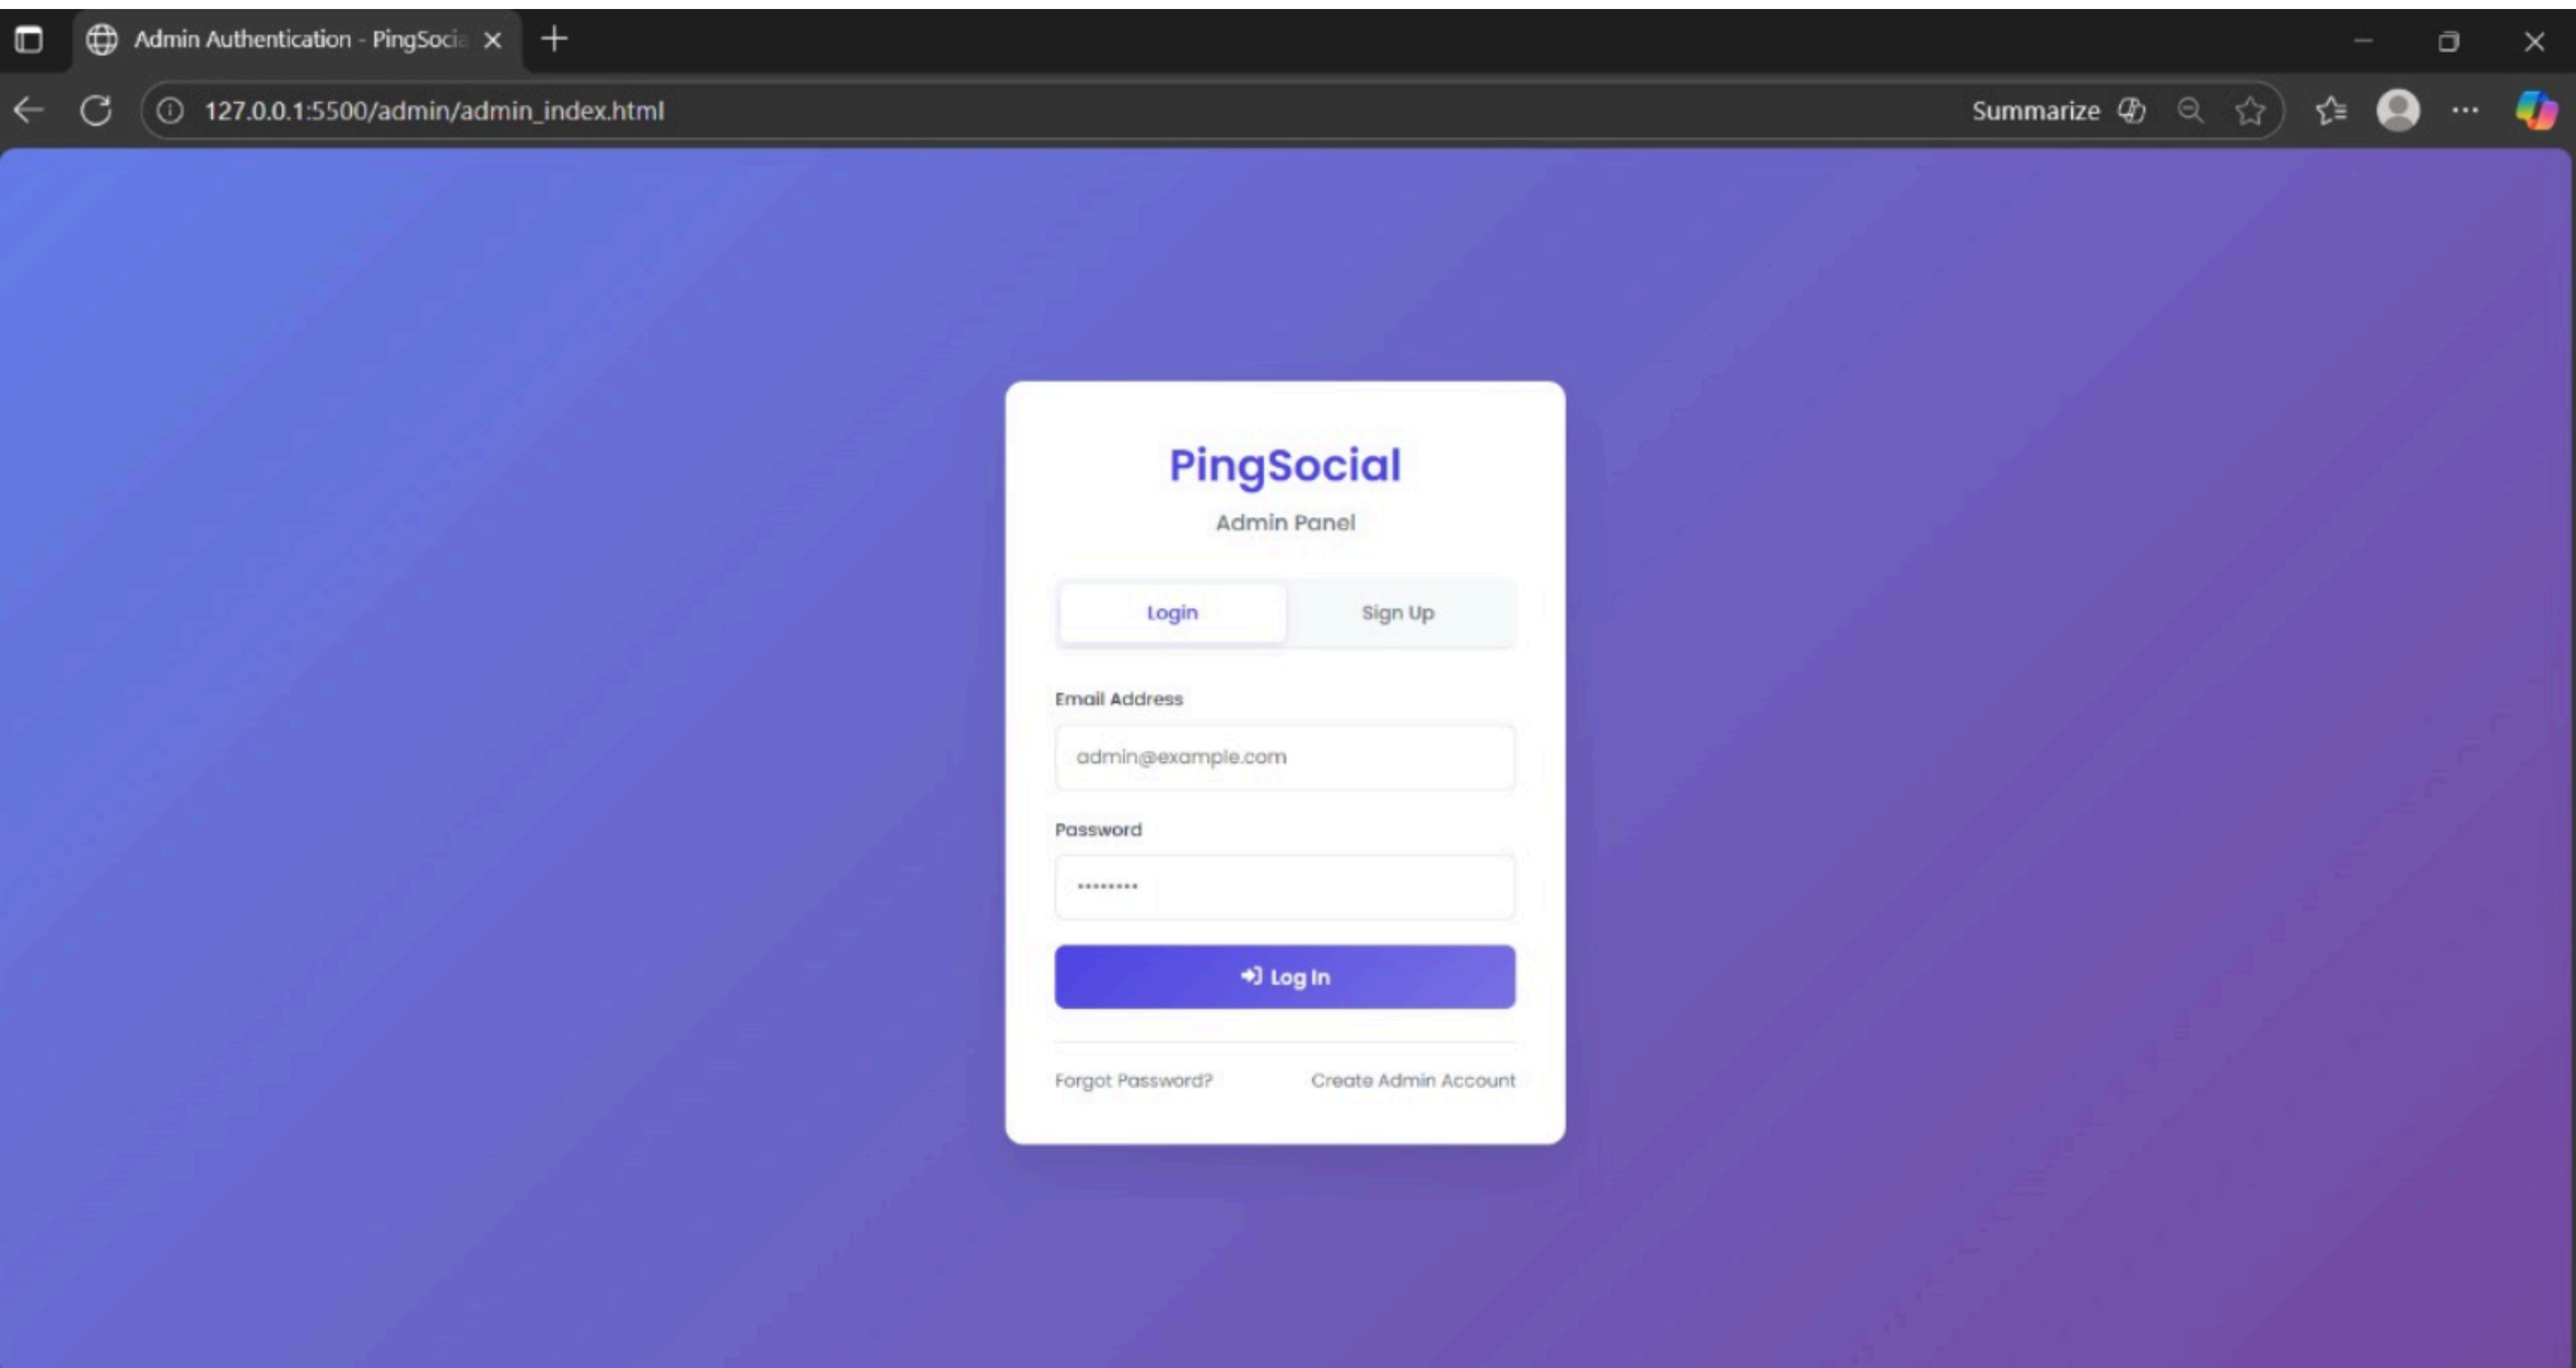 Admin Authentication - PingSocia
127.0.0.1:5500/admin/admin_index.html
Summarize
PingSocial
Admin Panel
Login Sign Up
Email Address
admin@example.com
Password
••••••••
Log In
Forgot Password? Create Admin Account